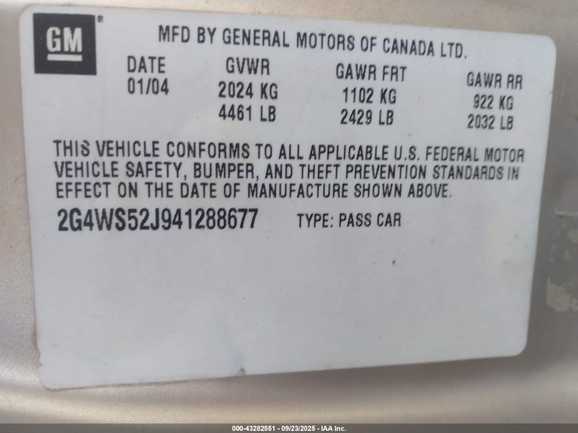 GM ®
MFD BY GENERAL MOTORS OF CANADA LTD.
DATE GVWR GAWR FRT GAWR RR
01/04 2024 KG 1102 KG 922 KG
4461 LB 2429 LB 2032 LB
THIS VEHICLE CONFORMS TO ALL APPLICABLE U.S. FEDERAL MOTOR
VEHICLE SAFETY, BUMPER, AND THEFT PREVENTION STANDARDS IN
EFFECT ON THE DATE OF MANUFACTURE SHOWN ABOVE.
2G4WS52J941288677 TYPE: PASS CAR
000-43282551 - 09/23/2025 - IAA Inc.